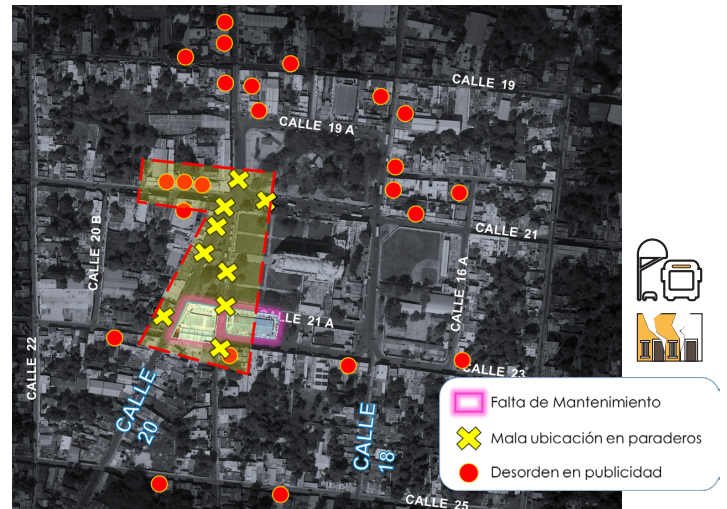 CALLE 19
CALLE 19 A
CALLE 20 B
CALLE 21
CALLE 16 A
21 A
CALLE 22
CALLE 23
CALLE
20
CALLE
18
CALLE 25
Falta de Mantenimiento
Mala ubicación en paraderos
Desorden en publicidad